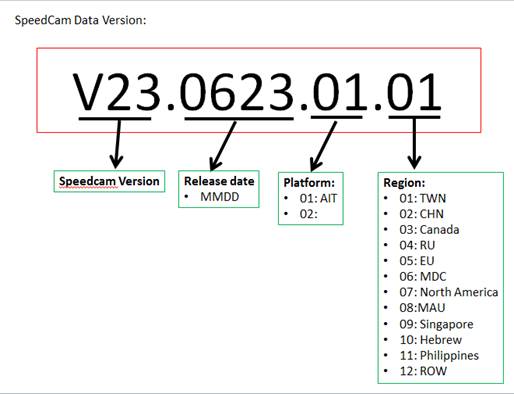 SpeedCam Data Version:
V23.0623.01.01
Speedcam Version
Release date
• MMDD
Platform:
• 01: AIT
• 02:
Region:
• 01: TWN
• 02: CHN
• 03: Canada
• 04: RU
• 05: EU
• 06: MDC
• 07: North America
• 08:MAU
• 09: Singapore
• 10: Hebrew
• 11: Philippines
• 12: ROW